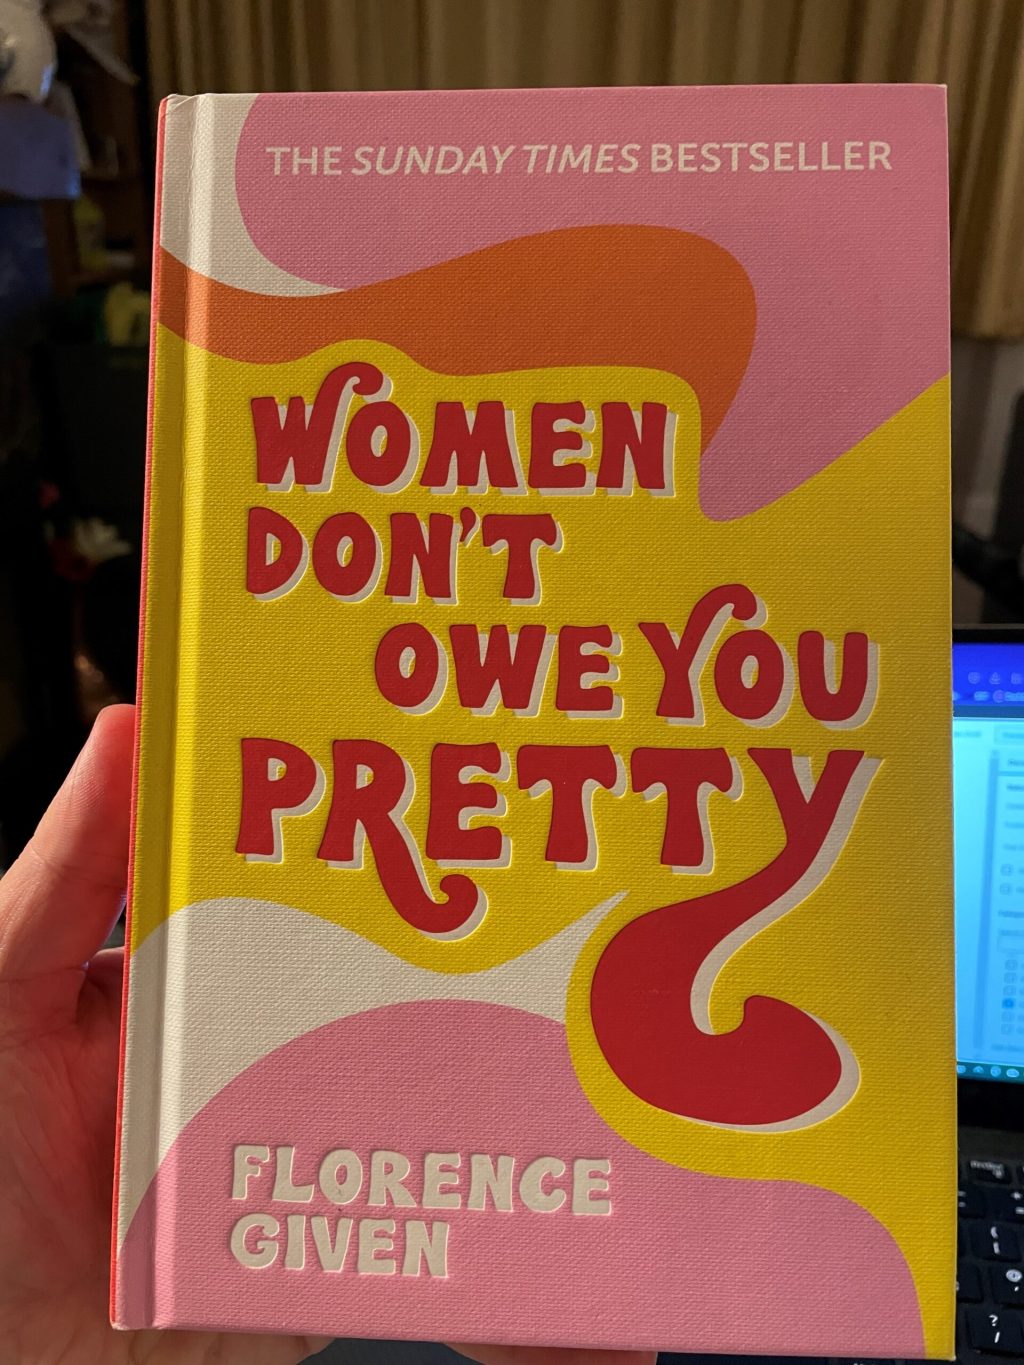 THE SUNDAY TIMES BESTSELLER
WOMEN
DON'T
OWE YOU
PRETTY
FLORENCE
GIVEN